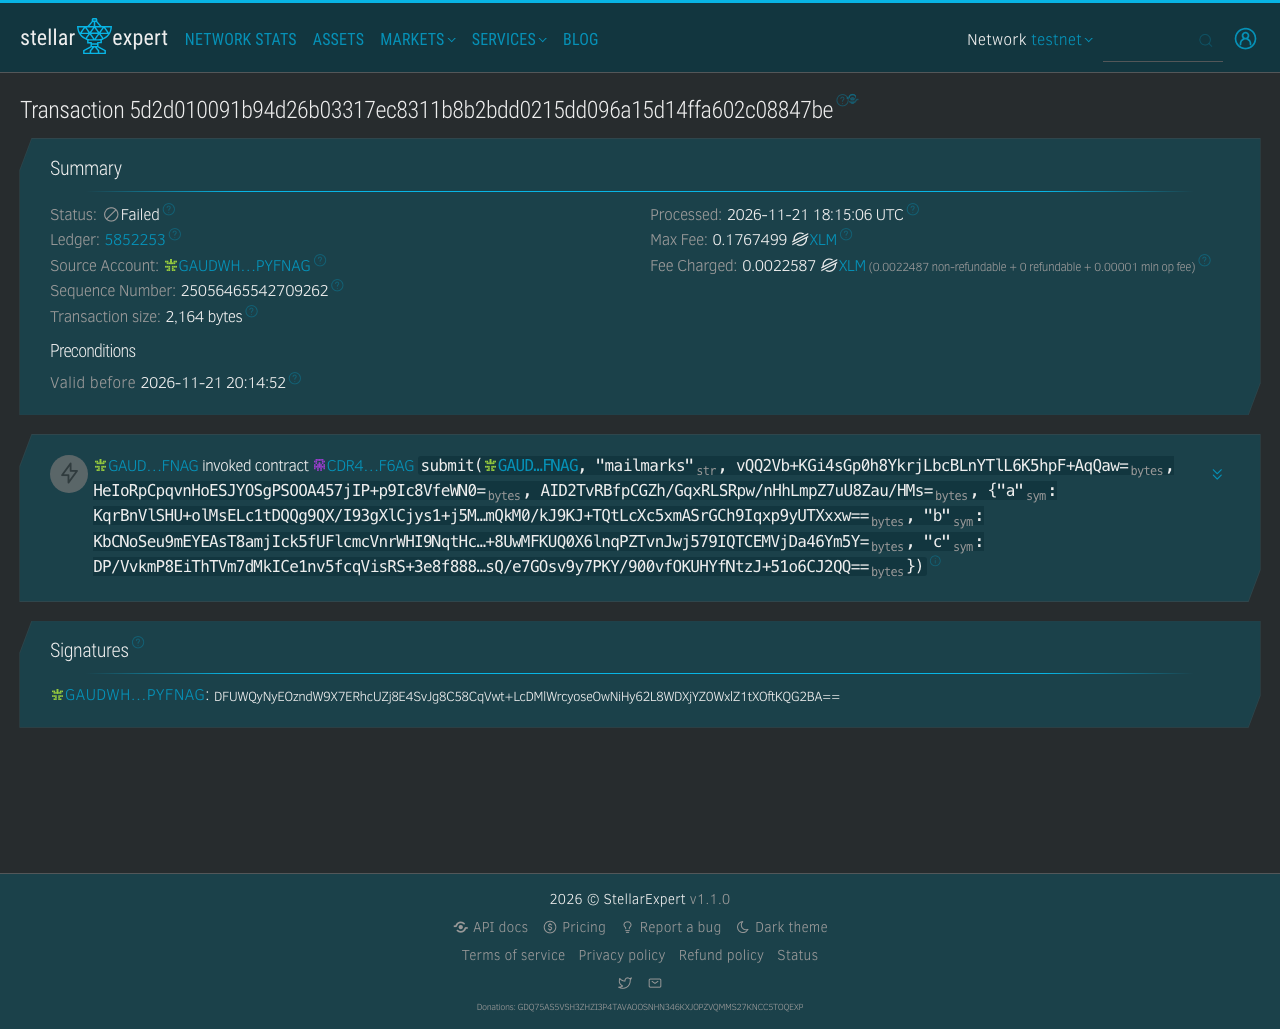 stellar expert NETWORK STATS ASSETS MARKETS SERVICES BLOG Network testnet
Transaction 5d2d010091b94d26b03317ec8311b8b2bdd0215dd096a15d14ffa602c08847be
Summary
Status: Failed
Ledger: 5852253
Source Account: GAUDWH…PYFNAG
Sequence Number: 25056465542709262
Transaction size: 2,164 bytes
Processed: 2026-11-21 18:15:06 UTC
Max Fee: 0.1767499 XLM
Fee Charged: 0.0022587 XLM (0.0022487 non-refundable + 0 refundable + 0.00001 min op fee)
Preconditions
Valid before 2026-11-21 20:14:52
GAUD…FNAG invoked contract CDR4…F6AG submit(GAUD…FNAG, "mailmarks"str, vQQ2Vb+KGi4sGp0h8YkrjLbcBLnYTlL6K5hpF+AqQaw=bytes,
HeIoRpCpqvnHoESJYOSgPSOOA457jIP+p9Ic8VfeWN0=bytes, AID2TvRBfpCGZh/GqxRLSRpw/nHhLmpZ7uU8Zau/HMs=bytes, {"a"sym:
KqrBnVlSHU+olMsELc1tDQQg9QX/I93gXlCjys1+j5M…mQkM0/kJ9KJ+TQtLcXc5xmASrGCh9Iqxp9yUTXxxw==bytes, "b"sym:
KbCNoSeu9mEYEAsT8amjIck5fUFlcmcVnrWHI9NqtHc…+8UwMFKUQ0X6lnqPZTvnJwj579IQTCEMVjDa46Ym5Y=bytes, "c"sym:
DP/VvkmP8EiThTVm7dMkICe1nv5fcqVisRS+3e8f888…sQ/e7GOsv9y7PKY/900vfOKUHYfNtzJ+51o6CJ2QQ==bytes})
Signatures
GAUDWH…PYFNAG: DFUWQyNyEOzndW9X7ERhcUZj8E4SvJg8C58CqVwt+LcDMlWrcyoseOwNiHy62L8WDXjYZ0WxlZ1tXOftKQG2BA==
2026 © StellarExpert v1.1.0
API docs Pricing Report a bug Dark theme
Terms of service Privacy policy Refund policy Status
Donations: GDQ75AS5VSH3ZHZI3P4TAVAOOSNHN346KXJOPZVQMMS27KNCC5TOQEXP